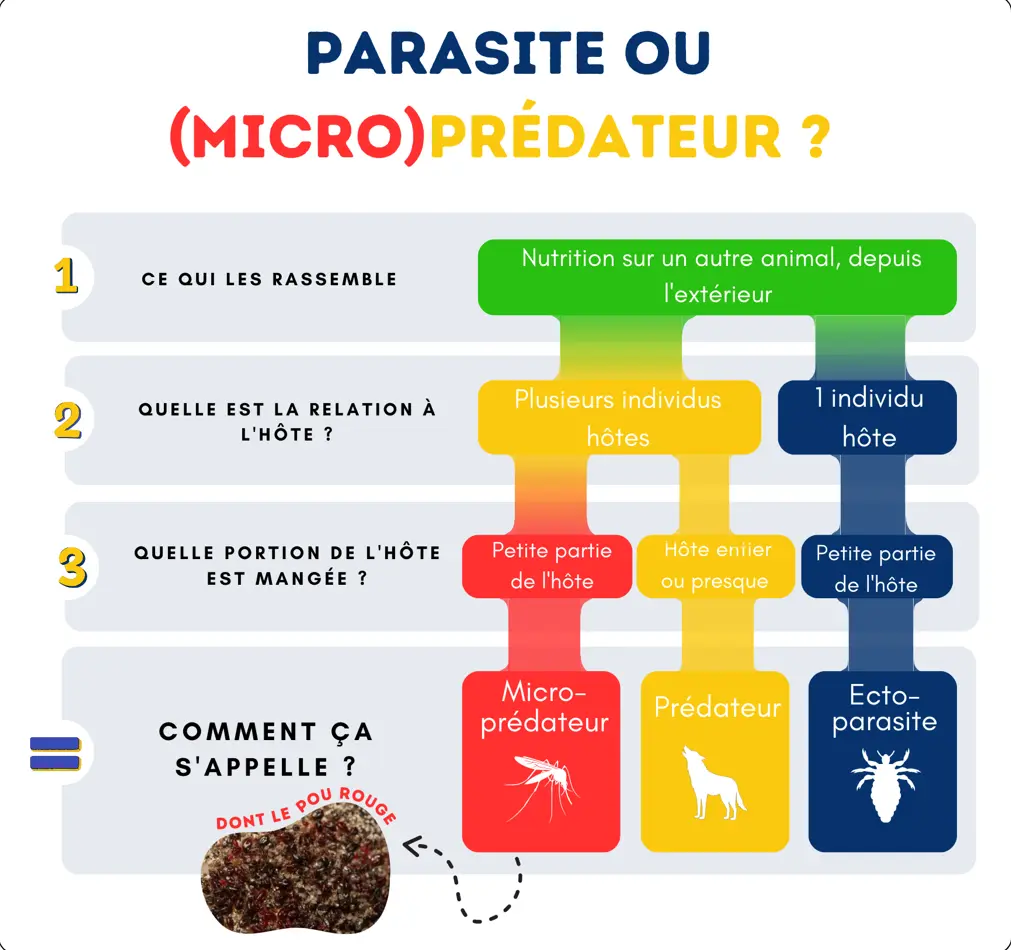 PARASITE OU
(MICRO)PRÉDATEUR ?
1
CE QUI LES RASSEMBLE
Nutrition sur un autre animal, depuis
l'extérieur
2
QUELLE EST LA RELATION À
L'HÔTE ?
Plusieurs individus
hôtes
1 individu
hôte
3
QUELLE PORTION DE L'HÔTE
EST MANGÉE ?
Petite partie
de l'hôte
Hôte entier
ou presque
Petite partie
de l'hôte
=
COMMENT ÇA
S'APPELLE ?
Micro-
prédateur
Prédateur
Ecto-
parasite
DONT LE POU ROUGE